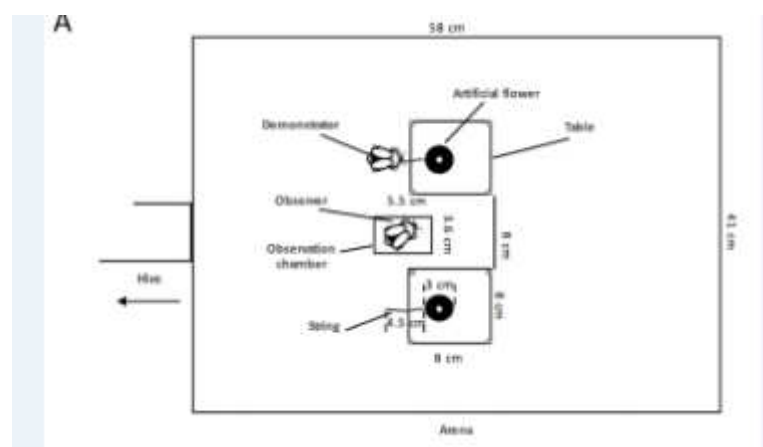 A
58 cm
Artificial flower
Demonstrator
Table
Observer
5.5 cm
3.6 cm
Observation
chamber
8 cm
41 cm
Hive
3 cm
8 cm
String
4.5 cm
8 cm
Arena